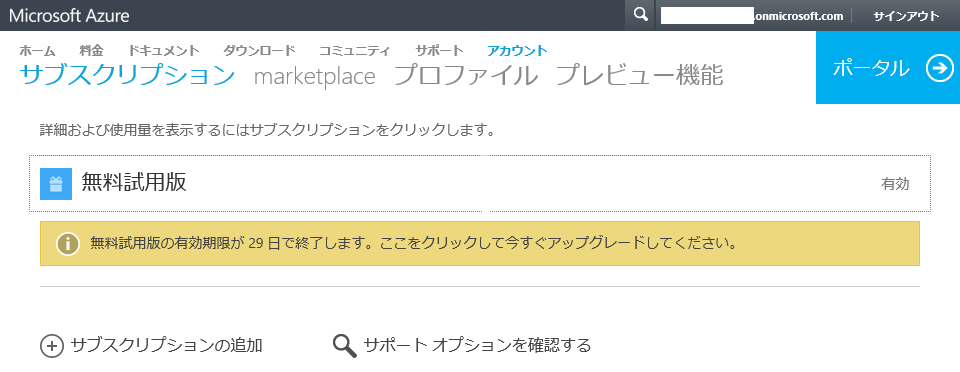 Microsoft Azure
.onmicrosoft.com サインアウト
ホーム 料金 ドキュメント ダウンロード コミュニティ サポート アカウント
サブスクリプション marketplace プロファイル プレビュー機能
ポータル
詳細および使用量を表示するにはサブスクリプションをクリックします。
無料試用版 有効
無料試用版の有効期限が 29 日で終了します。ここをクリックして今すぐアップグレードしてください。
サブスクリプションの追加 サポート オプションを確認する